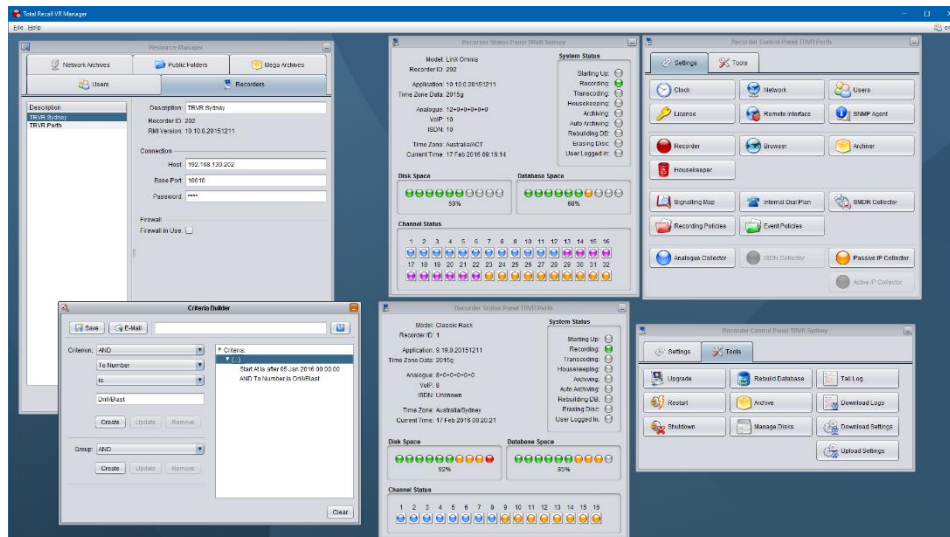 Total Recall VR Manager
File Help
Resource Manager
Network Archives
Public Folders
Mega Archives
Users
Recorders
Description
TRVR Sydney
TRVR Perth
Description: TRVR Sydney
Recorder ID: 202
RMI Version: 10.10.0.20151211
Connection
Host: 192.168.130.202
Base Port: 10010
Password: ****
Firewall
Firewall in Use:
Recorder Status Panel TRVR Sydney
Model: LinX Omnia
Recorder ID: 202
Application: 10.10.0.20151211
Time Zone Data: 2015g
Analogue: 12+0+0+0+0+0
VoIP: 10
ISDN: 10
Time Zone: Australia/ACT
Current Time: 17 Feb 2016 09:16:14
System Status
Starting Up:
Recording:
Transcoding:
Housekeeping:
Archiving:
Auto Archiving:
Rebuilding DB:
Erasing Disc:
User Logged In:
Disk Space
59%
Database Space
68%
Channel Status
1 2 3 4 5 6 7 8 9 10 11 12 13 14 15 16
17 18 19 20 21 22 23 24 25 26 27 28 29 30 31 32
Recorder Control Panel TRVR Perth
Settings
Tools
Clock
Network
Users
License
Remote Interface
SNMP Agent
Recorder
Browser
Archiver
Housekeeper
Signalling Map
Internal Dial Plan
SMDR Collector
Recording Policies
Event Policies
Analogue Collector
ISDN Collector
Passive IP Collector
Active IP Collector
Criteria Builder
Save
E-Mail
Criterion: AND
To Number
is
DrillBlast
Create
Update
Remove
Group: AND
Create
Update
Remove
Criteria
(...)
Start At is after 05 Jan 2016 00:00:00
AND To Number is DrillBlast
Clear
Recorder Status Panel TRVR Perth
Model: Classic Rack
Recorder ID: 1
Application: 9.19.0.20151211
Time Zone Data: 2015g
Analogue: 8+0+0+0+0+0
VoIP: 8
ISDN: Unknown
Time Zone: Australia/Sydney
Current Time: 17 Feb 2016 09:20:21
System Status
Starting Up:
Recording:
Transcoding:
Housekeeping:
Archiving:
Auto Archiving:
Rebuilding DB:
Erasing Disc:
User Logged In:
Disk Space
92%
Database Space
85%
Channel Status
1 2 3 4 5 6 7 8 9 10 11 12 13 14 15 16
Recorder Control Panel TRVR Sydney
Settings
Tools
Upgrade
Rebuild Database
Tail Log
Restart
Archive
Download Logs
Shutdown
Manage Disks
Download Settings
Upload Settings